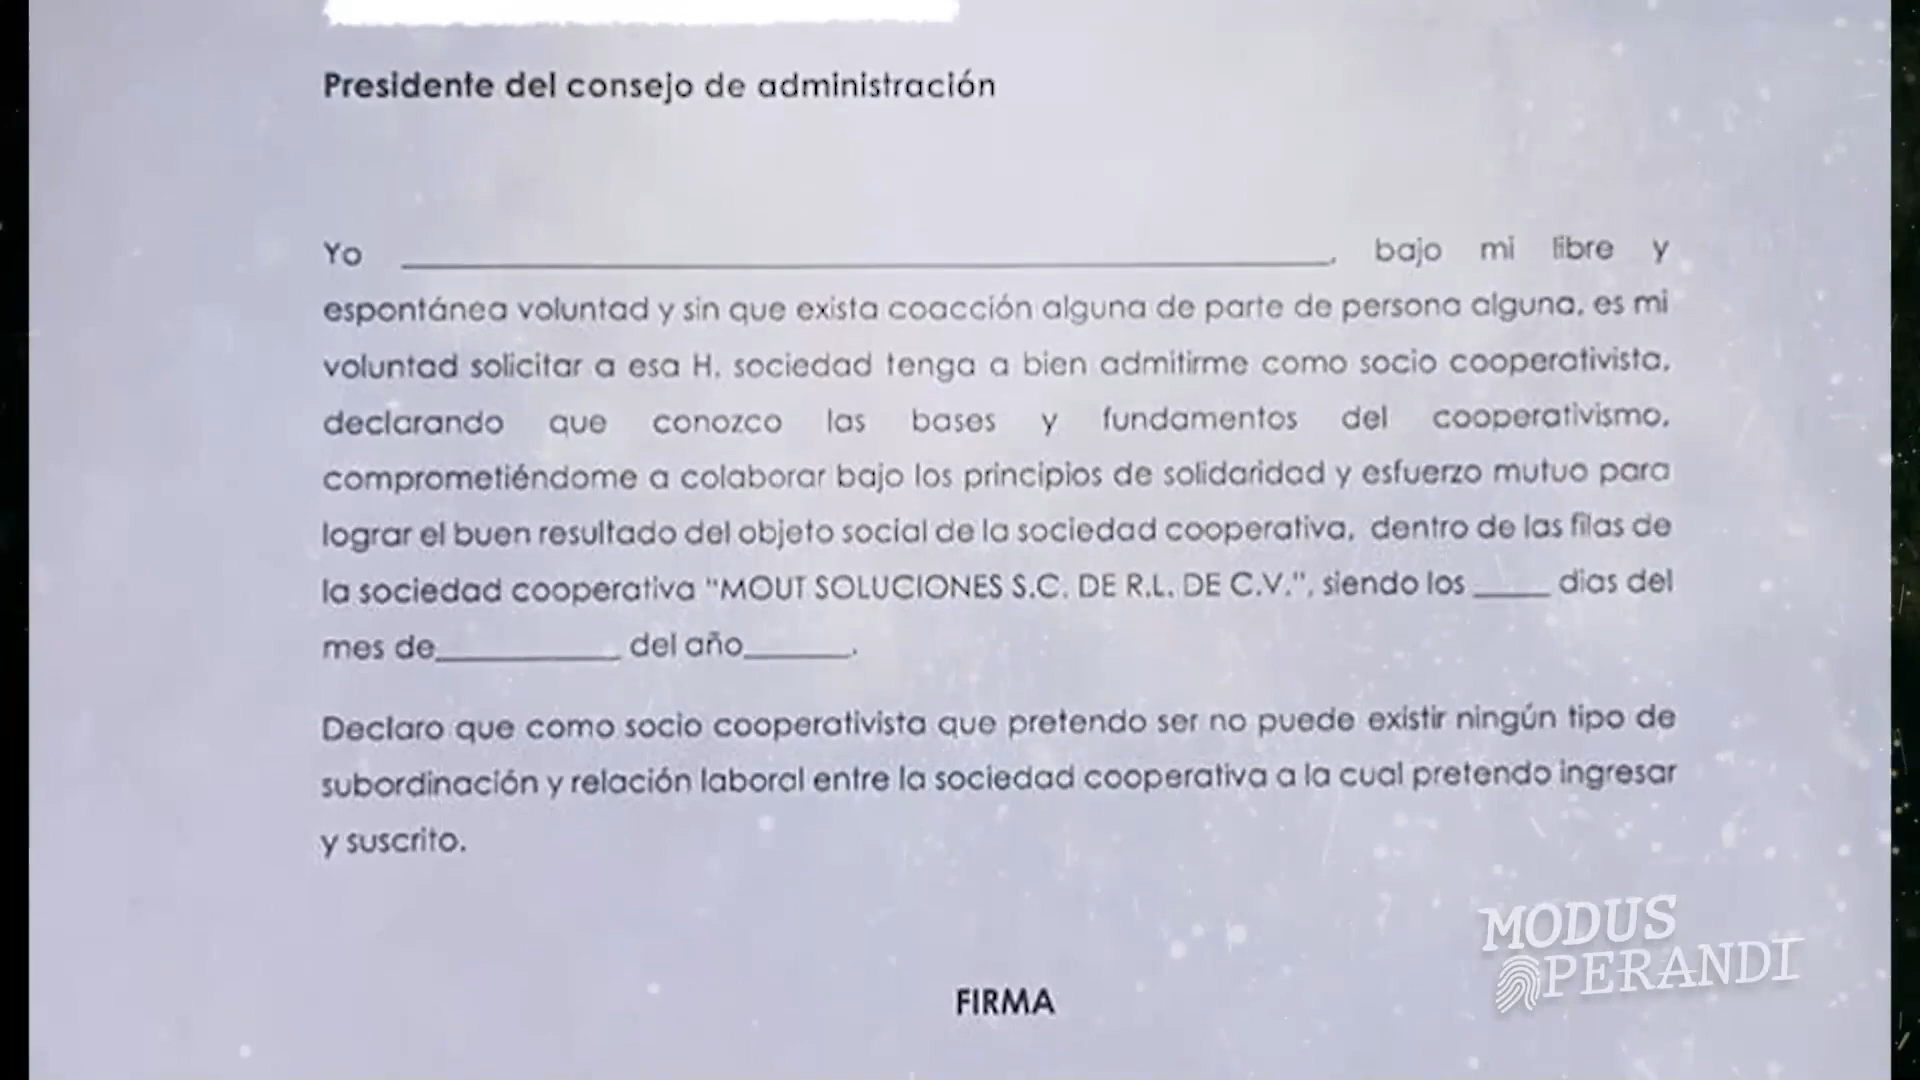 Presidente del consejo de administración
Yo ________________, bajo mi libre y
espontánea voluntad y sin que exista coacción alguna de parte de persona alguna, es mi
voluntad solicitar a esa H. sociedad tenga a bien admitirme como socio cooperativista,
declarando que conozco las bases y fundamentos del cooperativismo,
comprometiéndome a colaborar bajo los principios de solidaridad y esfuerzo mutuo para
lograr el buen resultado del objeto social de la sociedad cooperativa, dentro de las filas de
la sociedad cooperativa "MOUT SOLUCIONES S.C. DE R.L. DE C.V.", siendo los _____ dias del
mes de____________ del año_______.
Declaro que como socio cooperativista que pretendo ser no puede existir ningún tipo de
subordinación y relación laboral entre la sociedad cooperativa a la cual pretendo ingresar
y suscrito.
FIRMA
MODUS
OPERANDI